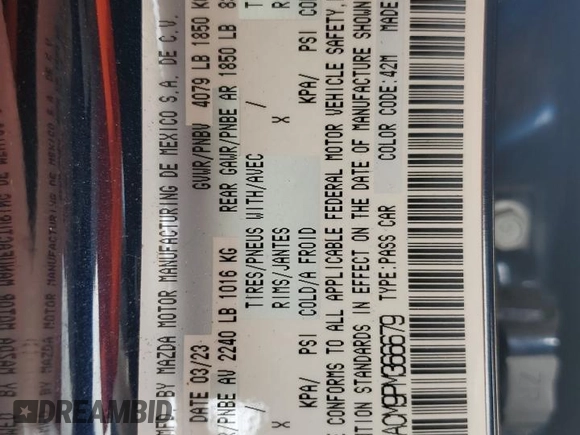 BY MAZDA MOTOR MANUFACTURING DE MEXICO S.A. DE C.V.
DATE 03/23 GVWR/PNBV 4079 LB 1850 KG
/PNBE AV 2240 LB 1016 KG REAR GAWR/PNBE AR 1850 LB
TIRES/PNEUS WITH/AVEC
/ /
RIMS/JANTES
X X
KPA/ PSI COLD/A FROID KPA/ PSI
CONFORMS TO ALL APPLICABLE FEDERAL MOTOR VEHICLE SAFETY,
STANDARDS IN EFFECT ON THE DATE OF MANUFACTURE SHOWN
TYPE:PASS CAR COLOR CODE:42M MADE
ACM9PM366679
DREAMBID